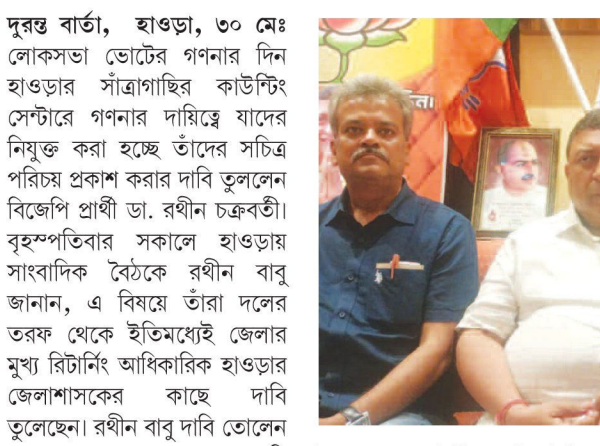 দুরন্ত বার্তা, হাওড়া, ৩০ মেঃ
লোকসভা ভোটের গণনার দিন
হাওড়ার সাঁত্রাগাছির কাউন্টিং
সেন্টারে গণনার দায়িত্বে যাদের
নিযুক্ত করা হচ্ছে তাঁদের সচিত্র
পরিচয় প্রকাশ করার দাবি তুললেন
বিজেপি প্রার্থী ডা. রথীন চক্রবর্তী।
বৃহস্পতিবার সকালে হাওড়ায়
সাংবাদিক বৈঠকে রথীন বাবু
জানান, এ বিষয়ে তাঁরা দলের
তরফ থেকে ইতিমধ্যেই জেলার
মুখ্য রিটার্নিং আধিকারিক হাওড়ার
জেলাশাসকের কাছে দাবি
তুলেছেন। রথীন বাবু দাবি তোলেন